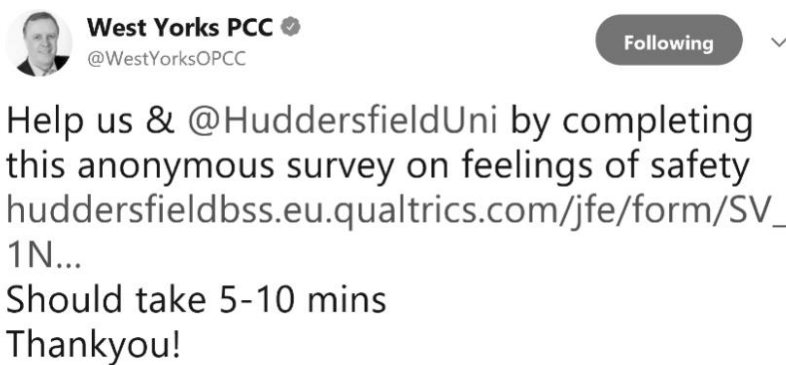 West Yorks PCC
@WestYorksOPCC
Following
Help us & @HuddersfieldUni by completing
this anonymous survey on feelings of safety
huddersfieldbss.eu.qualtrics.com/jfe/form/SV_
1N...
Should take 5-10 mins
Thankyou!